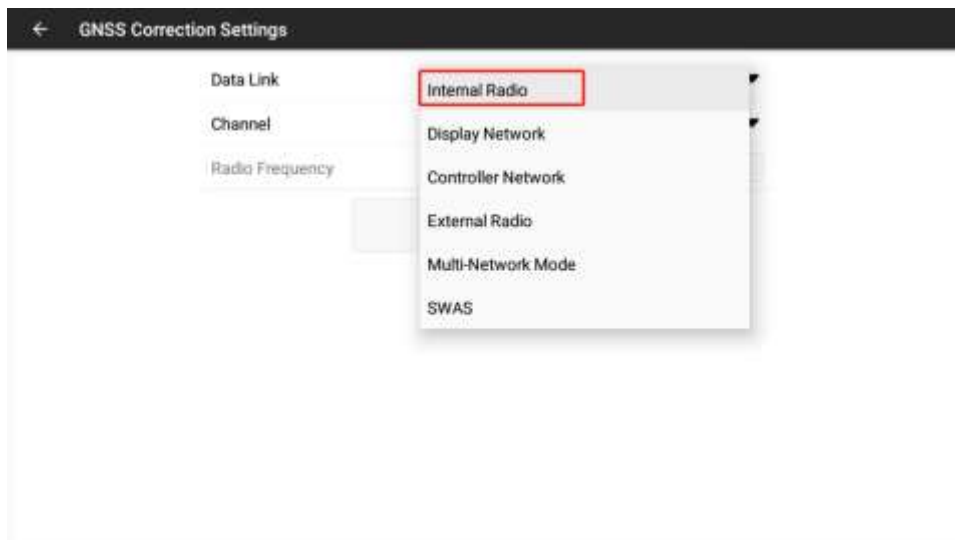 GNSS Correction Settings
Data Link
Internal Radio
Channel
Display Network
Radio Frequency
Controller Network
External Radio
Multi-Network Mode
SWAS